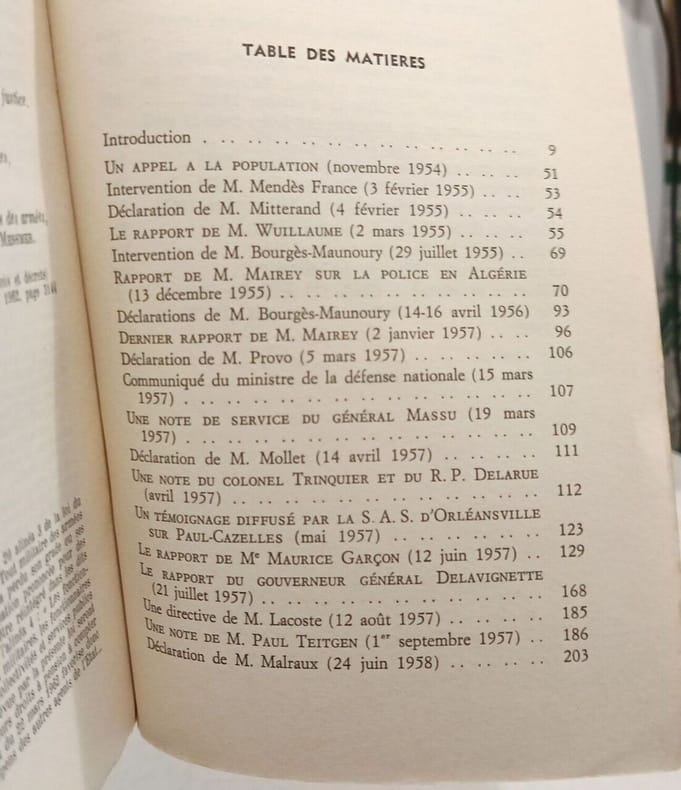 justice.
des armées,
MESSMER.
et décrets
1962, page 3144
TABLE DES MATIERES
Introduction . . . . . . . . . . . . . . . . . . . 9
UN APPEL A LA POPULATION (novembre 1954) . . . . . 51
Intervention de M. Mendès France (3 février 1955) . . . . 53
Déclaration de M. Mitterand (4 février 1955) . . . . . 54
LE RAPPORT DE M. WUILLAUME (2 mars 1955) . . . . . 55
Intervention de M. Bourgès-Maunoury (29 juillet 1955) . . 69
RAPPORT DE M. MAIREY SUR LA POLICE EN ALGÉRIE
(13 décembre 1955) . . . . . . . . . . . . . . 70
Déclarations de M. Bourgès-Maunoury (14-16 avril 1956) 93
DERNIER RAPPORT DE M. MAIREY (2 janvier 1957) . . . . 96
Déclaration de M. Provo (5 mars 1957) . . . . . . . . 106
Communiqué du ministre de la défense nationale (15 mars
1957) . . . . . . . . . . . . . . . . . . . . 107
UNE NOTE DE SERVICE DU GÉNÉRAL MASSU (19 mars
1957) . . . . . . . . . . . . . . . . . . . . 109
Déclaration de M. Mollet (14 avril 1957) . . . . . . . 111
UNE NOTE DU COLONEL TRINQUIER ET DU R. P. DELARUE
(avril 1957) . . . . . . . . . . . . . . . . . 112
UN TÉMOIGNAGE DIFFUSÉ PAR LA S. A. S. D'ORLÉANSVILLE
SUR PAUL-CAZELLES (mai 1957) . . . . . . . . . 123
LE RAPPORT DE Me MAURICE GARÇON (12 juin 1957) . . 129
LE RAPPORT DU GOUVERNEUR GÉNÉRAL DELAVIGNETTE
(21 juillet 1957) . . . . . . . . . . . . . . . 168
Une directive de M. Lacoste (12 août 1957) . . . . . . 185
UNE NOTE DE M. PAUL TEITGEN (1er septembre 1957) . . 186
Déclaration de M. Malraux (24 juin 1958) . . . . . . . 203